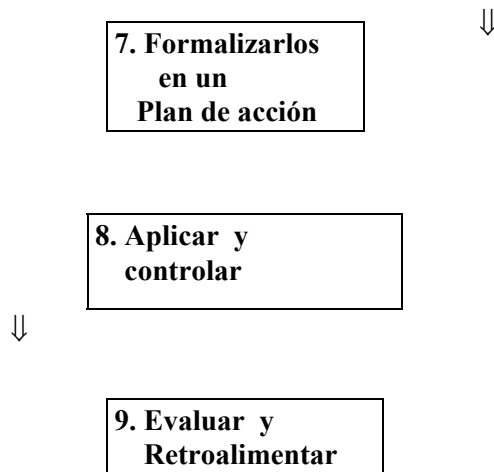 ⇓
7. Formalizarlos
en un
Plan de acción
8. Aplicar y
controlar
⇓
9. Evaluar y
Retroalimentar